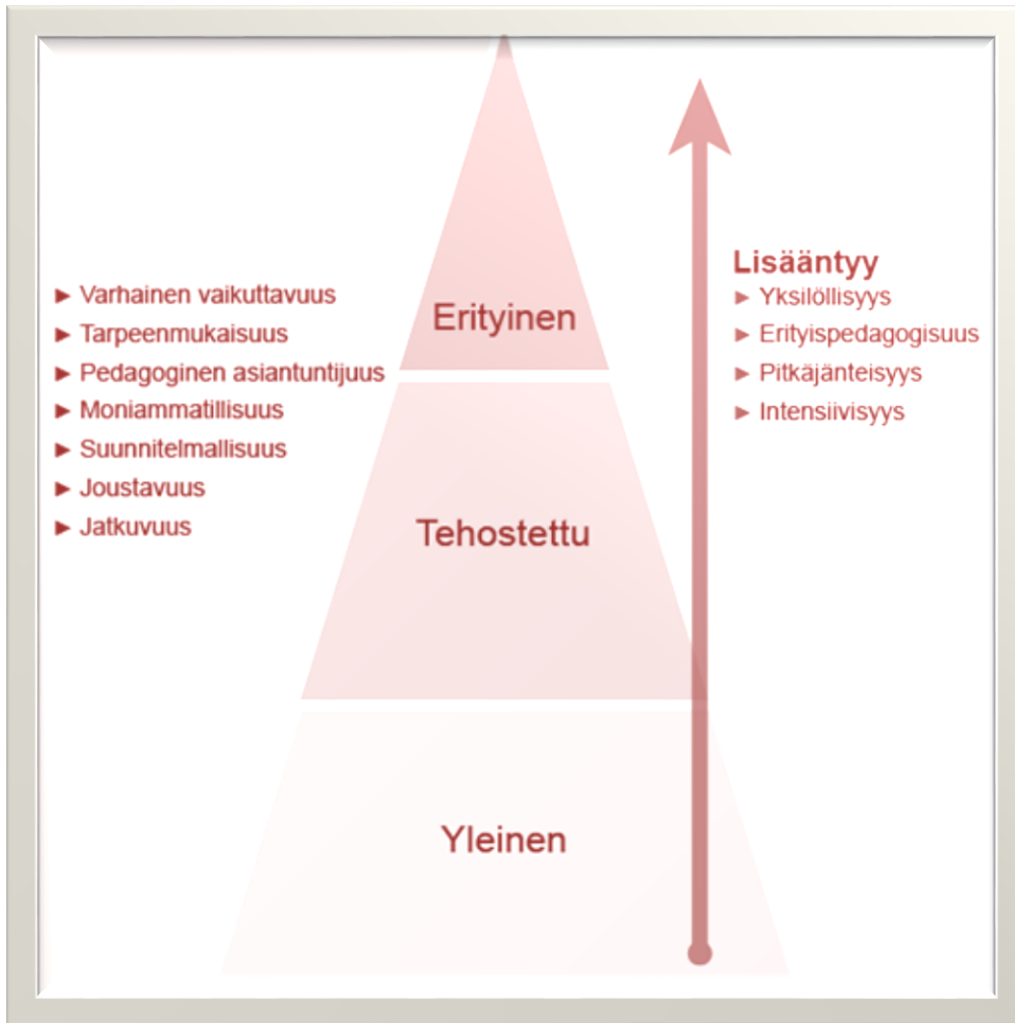 ► Varhainen vaikuttavuus
► Tarpeenmukaisuus
► Pedagoginen asiantuntijuus
► Moniammatillisuus
► Suunnitelmallisuus
► Joustavuus
► Jatkuvuus
Erityinen
Tehostettu
Yleinen
Lisääntyy
► Yksilöllisyys
► Erityispedagogisuus
► Pitkäjänteisyys
► Intensiivisyys